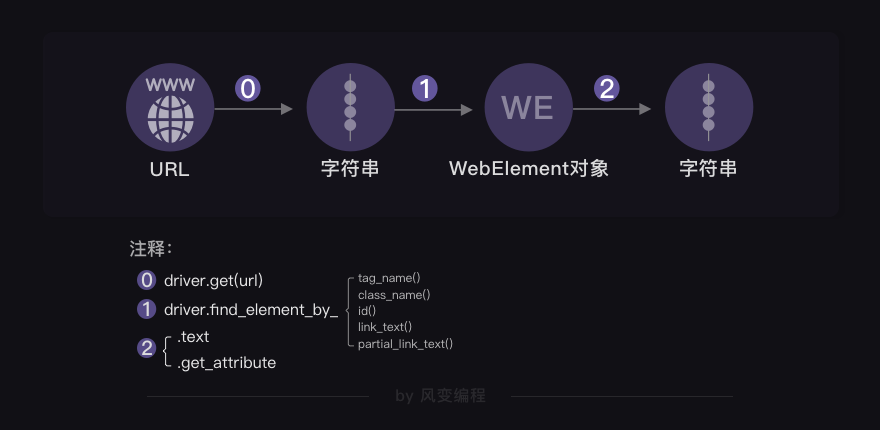 WWW
0
1
WE
2
URL
字符串
WebElement对象
字符串
注释：
0 driver.get(url)
1 driver.find_element_by_
tag_name()
class_name()
id()
link_text()
partial_link_text()
2
.text
.get_attribute
by 风变编程